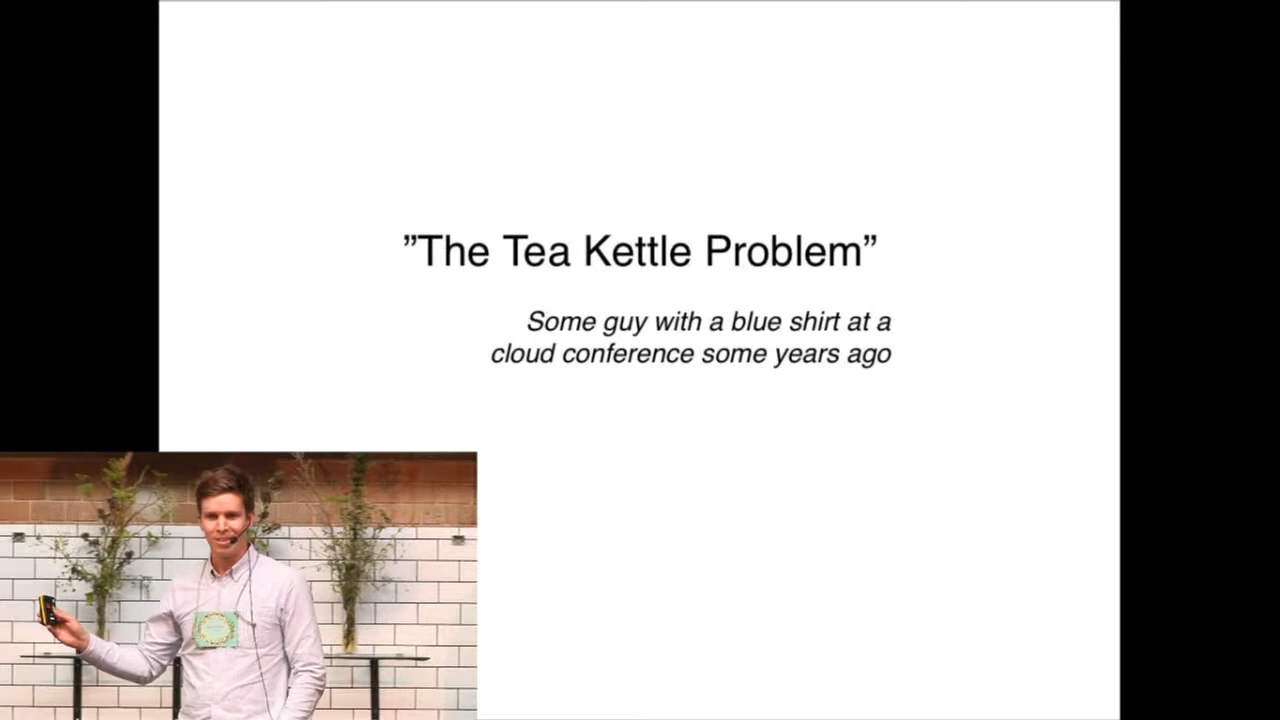 ”The Tea Kettle Problem”
Some guy with a blue shirt at a
cloud conference some years ago